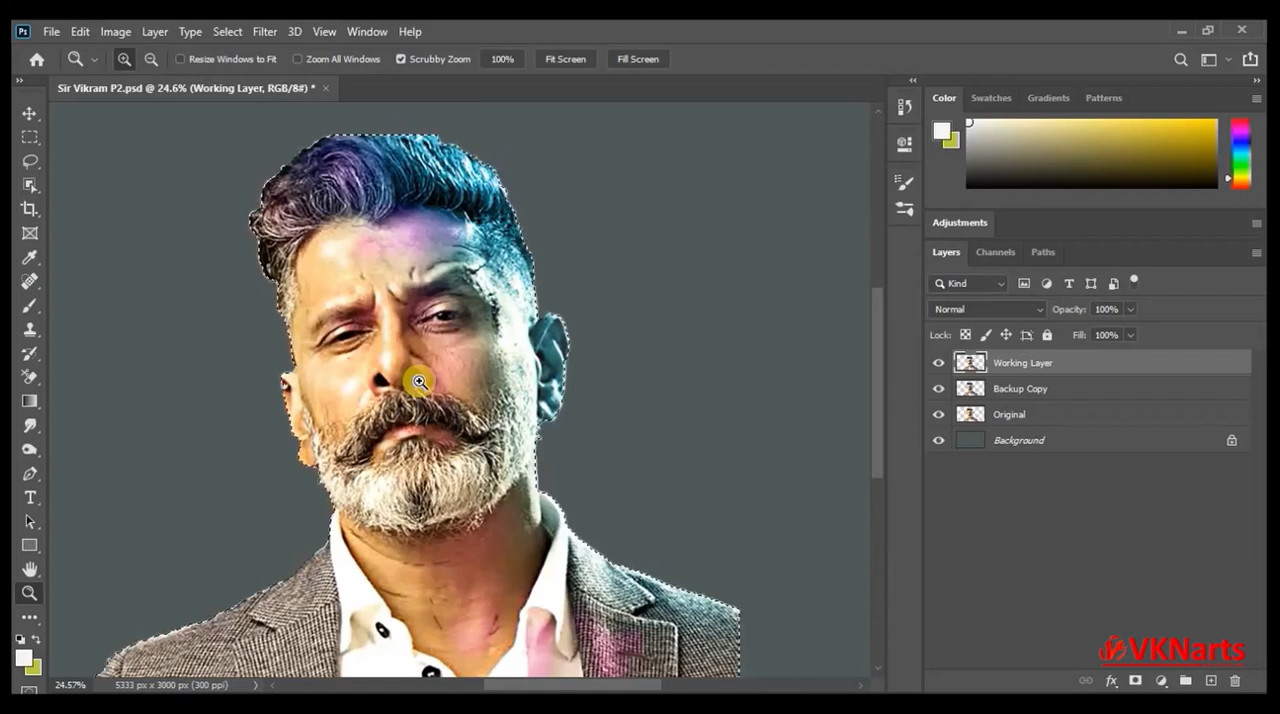 Ps File Edit Image Layer Type Select Filter 3D View Window Help
Resize Windows to Fit Zoom All Windows Scrubby Zoom 100% Fit Screen Fill Screen
Sir Vikram P2.psd @ 24.6% (Working Layer, RGB/8#) *
Color Swatches Gradients Patterns
Adjustments
Layers Channels Paths
Kind
Normal Opacity: 100%
Lock: Fill: 100%
Working Layer
Backup Copy
Original
Background
VKNarts
24.57% 5333 px x 3000 px (300 ppi)
fx